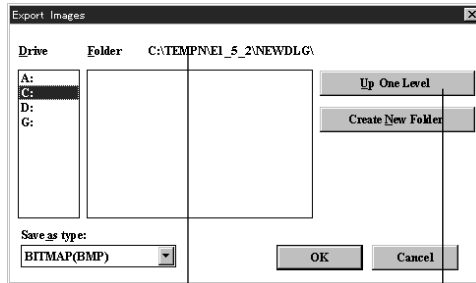 Export Images
Drive Folder C:\TEMPN\E1_5_2\NEWDLG\
A:
C:
D:
G:
Up One Level
Create New Folder
Save as type:
BITMAP(BMP)
OK Cancel